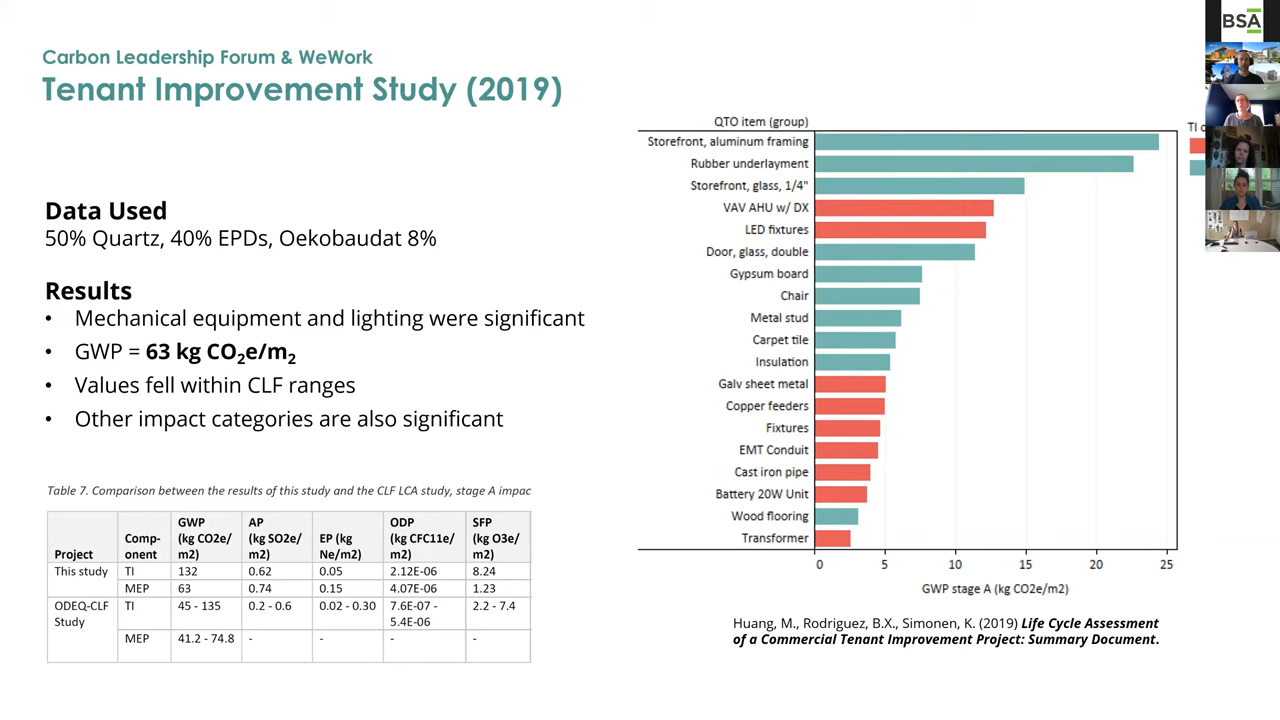 Carbon Leadership Forum & WeWork
Tenant Improvement Study (2019)
Data Used
50% Quartz, 40% EPDs, Oekobaudat 8%
Results
• Mechanical equipment and lighting were significant
• GWP = 63 kg CO2e/m2
• Values fell within CLF ranges
• Other impact categories are also significant
Table 7. Comparison between the results of this study and the CLF LCA study, stage A impac
Project | Comp-onent | GWP (kg CO2e/m2) | AP (kg SO2e/m2) | EP (kg Ne/m2) | ODP (kg CFC11e/m2) | SFP (kg O3e/m2)
This study | TI | 132 | 0.62 | 0.05 | 2.12E-06 | 8.24
MEP | 63 | 0.74 | 0.15 | 4.07E-06 | 1.23
ODEQ-CLF Study | TI | 45 - 135 | 0.2 - 0.6 | 0.02 - 0.30 | 7.6E-07 - 5.4E-06 | 2.2 - 7.4
MEP | 41.2 - 74.8 | - | - | - | -
QTO item (group)
Storefront, aluminum framing
Rubber underlayment
Storefront, glass, 1/4"
VAV AHU w/ DX
LED fixtures
Door, glass, double
Gypsum board
Chair
Metal stud
Carpet tile
Insulation
Galv sheet metal
Copper feeders
Fixtures
EMT Conduit
Cast iron pipe
Battery 20W Unit
Wood flooring
Transformer
0 5 10 15 20 25
GWP stage A (kg CO2e/m2)
Huang, M., Rodriguez, B.X., Simonen, K. (2019) Life Cycle Assessment
of a Commercial Tenant Improvement Project: Summary Document.
TI
BSA